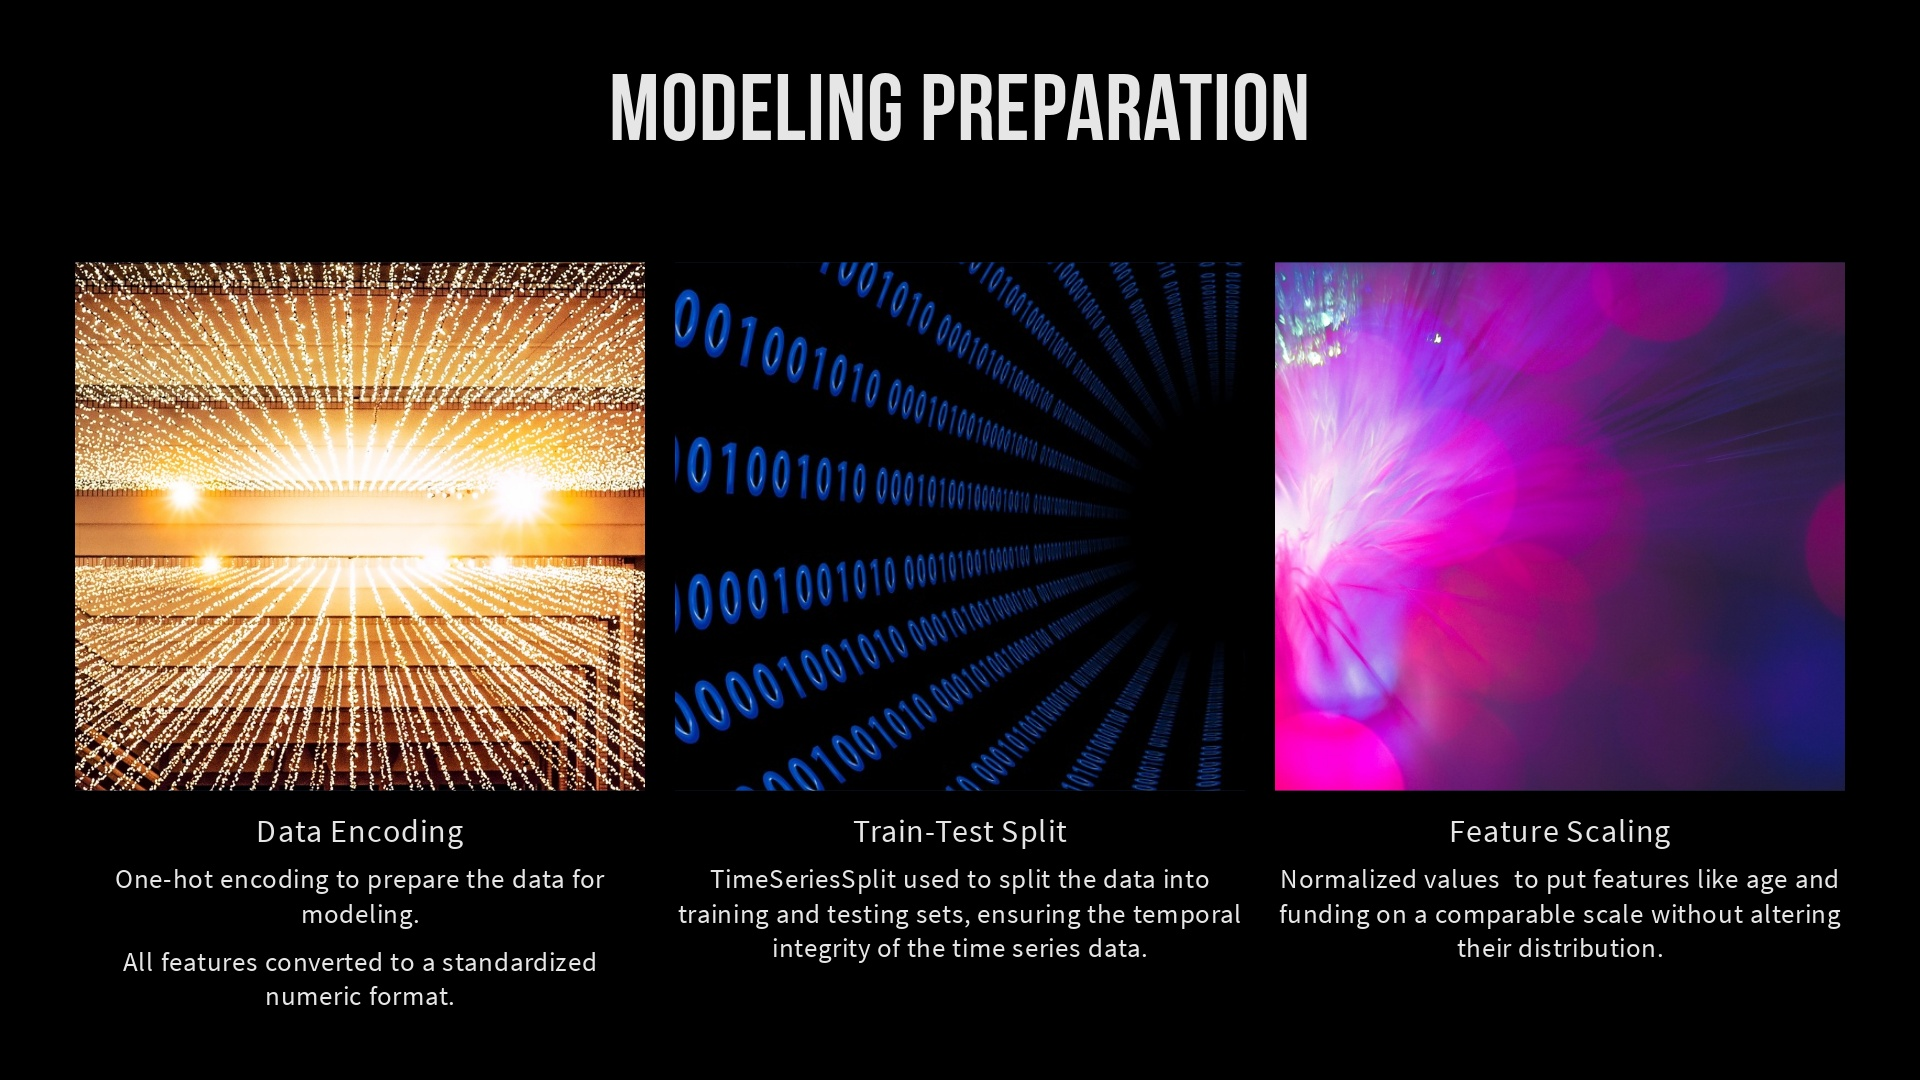 MODELING PREPARATION
Data Encoding
One-hot encoding to prepare the data for
modeling.
All features converted to a standardized
numeric format.
Train-Test Split
TimeSeriesSplit used to split the data into
training and testing sets, ensuring the temporal
integrity of the time series data.
Feature Scaling
Normalized values  to put features like age and
funding on a comparable scale without altering
their distribution.